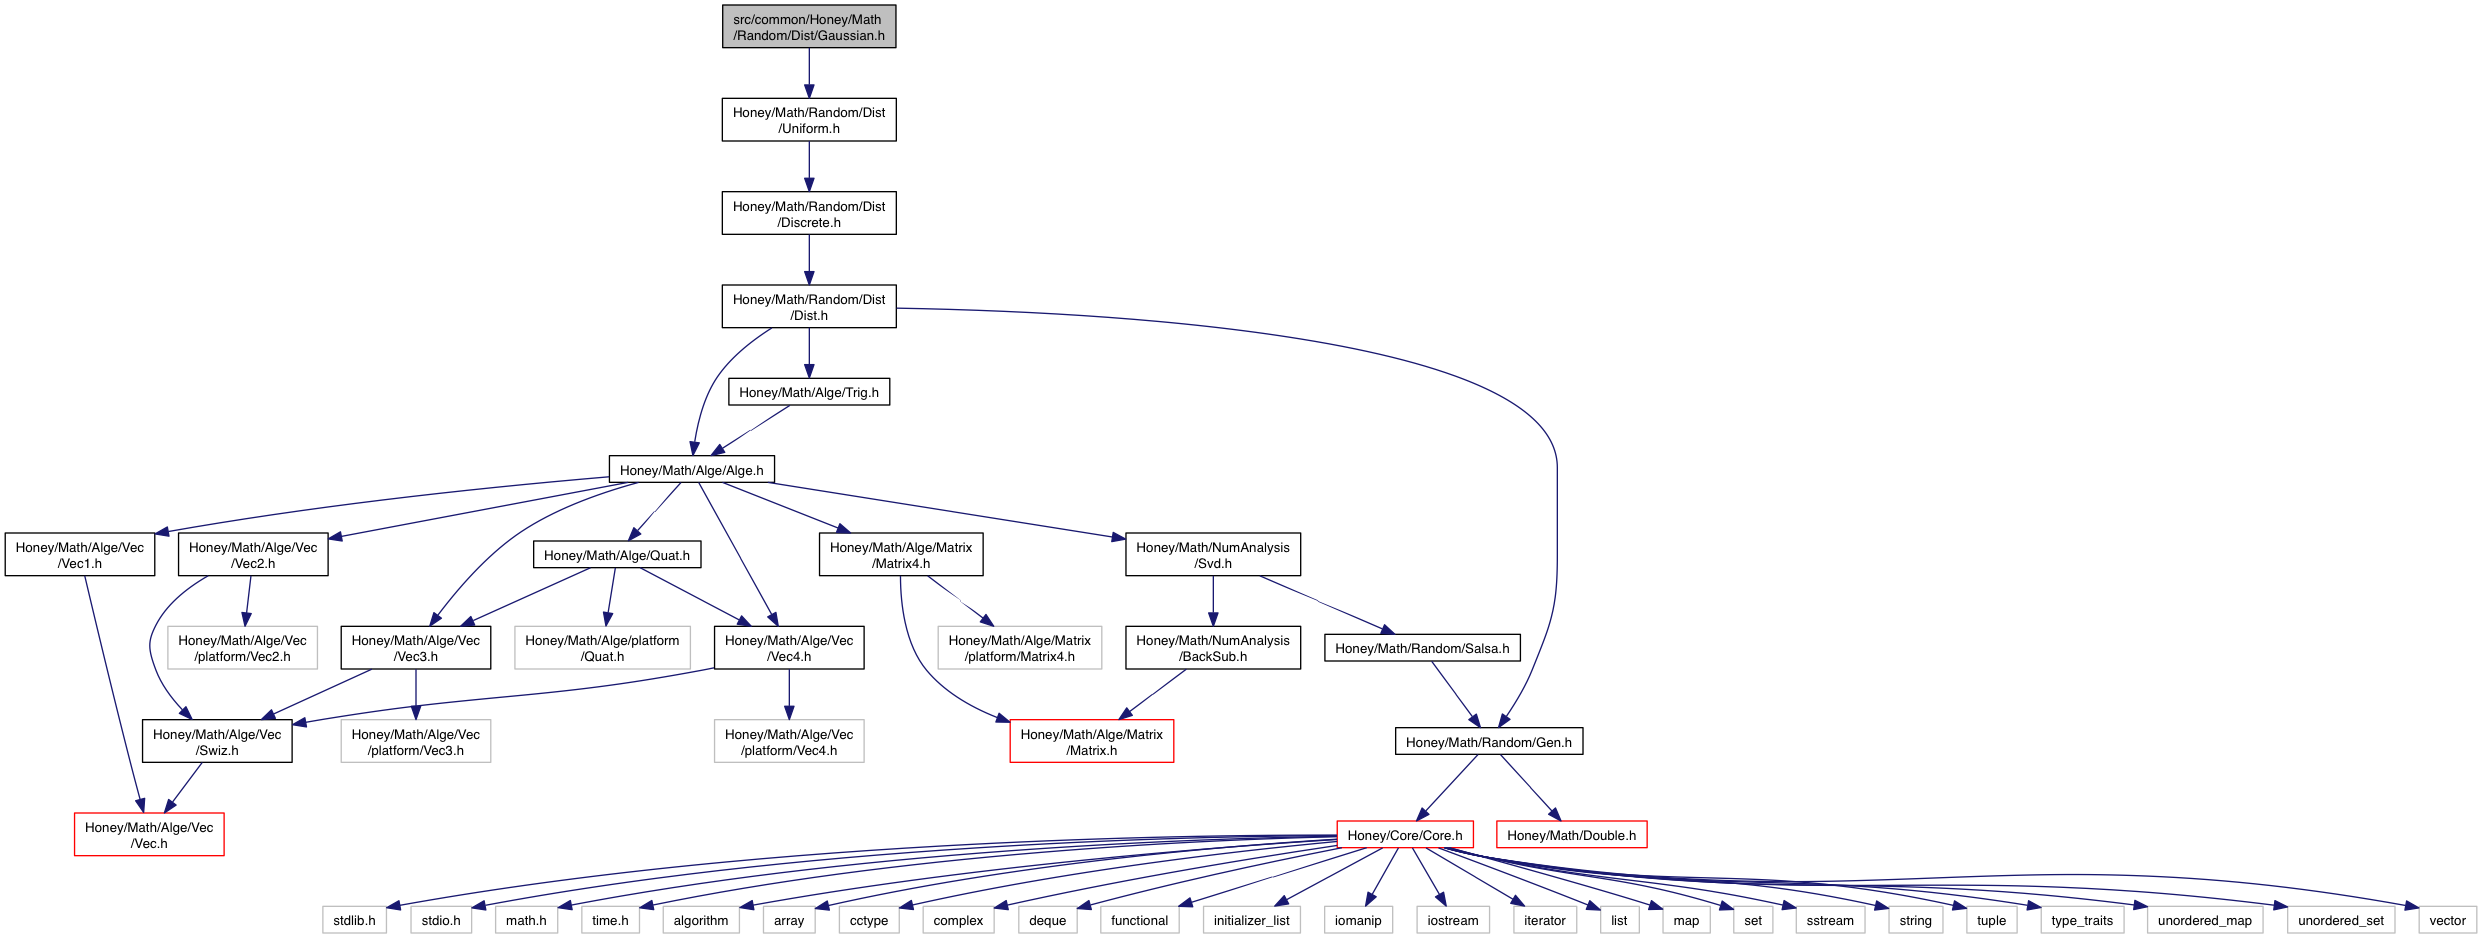 src/common/Honey/Math
/Random/Dist/Gaussian.h
Honey/Math/Random/Dist
/Uniform.h
Honey/Math/Random/Dist
/Discrete.h
Honey/Math/Random/Dist
/Dist.h
Honey/Math/Alge/Trig.h
Honey/Math/Alge/Alge.h
Honey/Math/Alge/Vec
/Vec1.h
Honey/Math/Alge/Vec
/Vec2.h
Honey/Math/Alge/Quat.h
Honey/Math/Alge/Matrix
/Matrix4.h
Honey/Math/NumAnalysis
/Svd.h
Honey/Math/Alge/Vec
/platform/Vec2.h
Honey/Math/Alge/Vec
/Vec3.h
Honey/Math/Alge/platform
/Quat.h
Honey/Math/Alge/Vec
/Vec4.h
Honey/Math/Alge/Matrix
/platform/Matrix4.h
Honey/Math/NumAnalysis
/BackSub.h
Honey/Math/Random/Salsa.h
Honey/Math/Alge/Vec
/Swiz.h
Honey/Math/Alge/Vec
/platform/Vec3.h
Honey/Math/Alge/Vec
/platform/Vec4.h
Honey/Math/Alge/Matrix
/Matrix.h
Honey/Math/Random/Gen.h
Honey/Math/Alge/Vec
/Vec.h
Honey/Core/Core.h
Honey/Math/Double.h
stdlib.h
stdio.h
math.h
time.h
algorithm
array
cctype
complex
deque
functional
initializer_list
iomanip
iostream
iterator
list
map
set
sstream
string
tuple
type_traits
unordered_map
unordered_set
vector